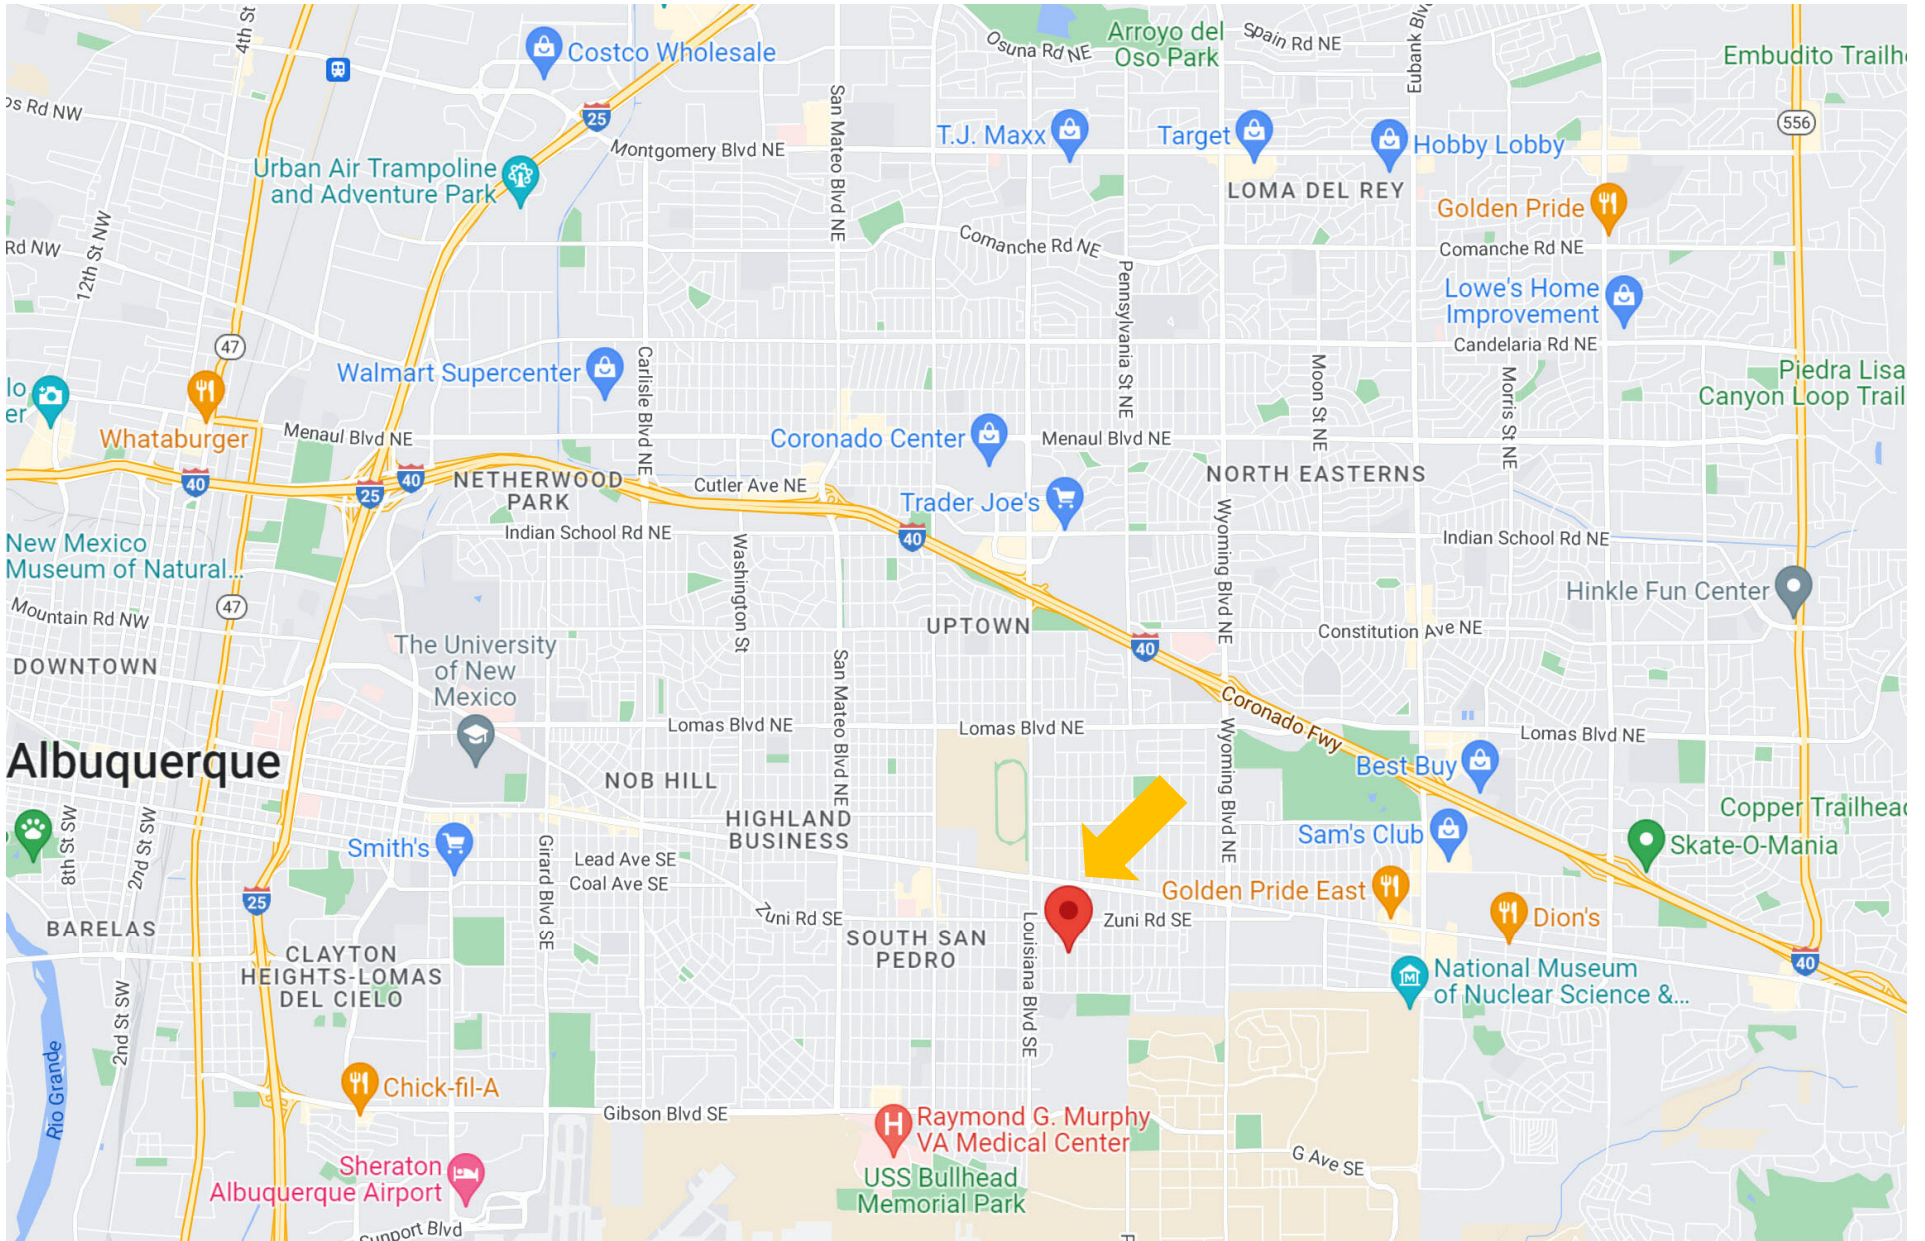 4th St
Costco Wholesale
Osuna Rd NE
Arroyo del
Oso Park
Spain Rd NE
Eubank Blv
Embudito Trailh
os Rd NW
25
Montgomery Blvd NE
San Mateo Blvd NE
T.J. Maxx
Target
Hobby Lobby
556
Urban Air Trampoline
and Adventure Park
LOMA DEL REY
Golden Pride
Rd NW
12th St NW
Comanche Rd NE
Comanche Rd NE
Pennsylvania St NE
Lowe's Home
Improvement
47
Candelaria Rd NE
Walmart Supercenter
Carlisle Blvd NE
Moon St NE
Morris St NE
Piedra Lisa
Canyon Loop Trail
lo
er
Whataburger
Menaul Blvd NE
Coronado Center
Menaul Blvd NE
40
25
40
NETHERWOOD
PARK
Cutler Ave NE
Trader Joe's
NORTH EASTERNS
Indian School Rd NE
40
Wyoming Blvd NE
Indian School Rd NE
New Mexico
Museum of Natural...
Washington St
Hinkle Fun Center
47
Mountain Rd NW
UPTOWN
40
Constitution Ave NE
DOWNTOWN
The University
of New
Mexico
San Mateo Blvd NE
Coronado Fwy
Lomas Blvd NE
Lomas Blvd NE
Wyoming Blvd NE
Lomas Blvd NE
Albuquerque
NOB HILL
Best Buy
HIGHLAND
BUSINESS
Copper Trailhead
8th St SW
2nd St SW
Smith's
Girard Blvd SE
Lead Ave SE
Coal Ave SE
Sam's Club
Skate-O-Mania
25
Golden Pride East
Zuni Rd SE
Louisiana Blvd SE
Zuni Rd SE
Dion's
BARELAS
SOUTH SAN
PEDRO
40
CLAYTON
HEIGHTS-LOMAS
DEL CIELO
National Museum
of Nuclear Science &...
2nd St SW
Rio Grande
Chick-fil-A
Gibson Blvd SE
Raymond G. Murphy
VA Medical Center
G Ave SE
Sheraton
Albuquerque Airport
USS Bullhead
Memorial Park
Sunport Blvd